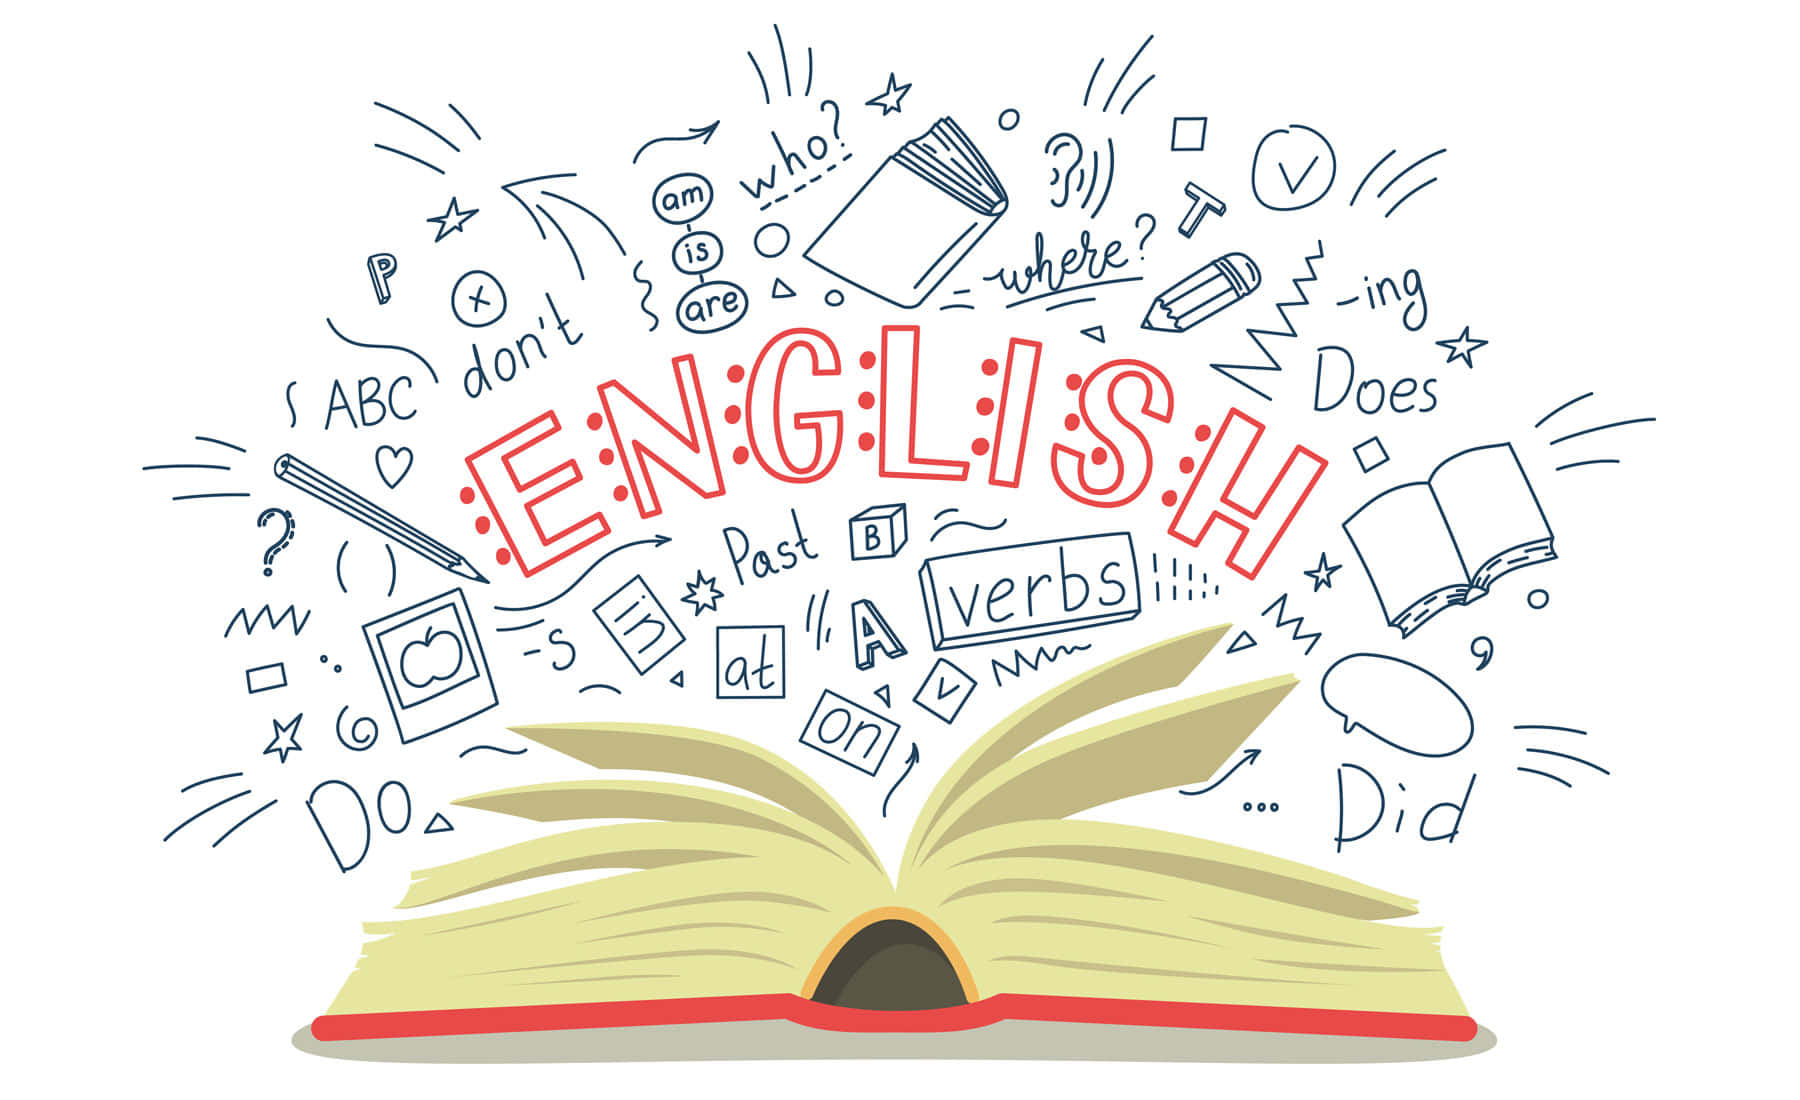 who?
am
is
are
where?
T
P
-ing
don't
Does
ABC
ENGLISH
?
Past
B
verbs
-s
in
at
A
on
,
Do
...
Did